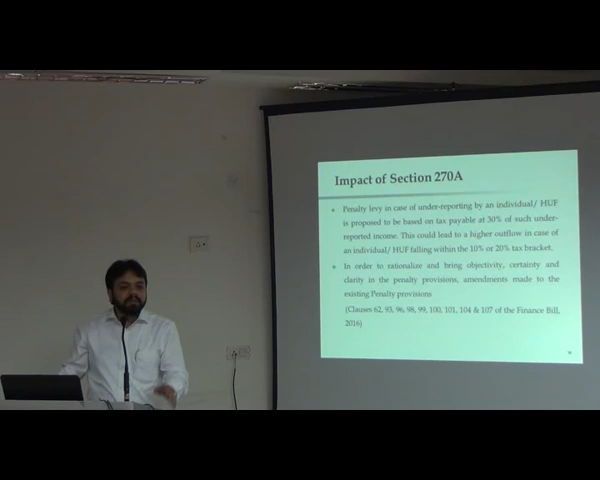 Impact of Section 270A
Penalty levy in case of under-reporting by an individual/ HUF
is proposed to be based on tax payable at 30% of such under-
reported income. This could lead to a higher outflow in case of
an individual/ HUF falling within the 10% or 20% tax bracket.
In order to rationalize and bring objectivity, certainty and
clarity in the penalty provisions, amendments made to the
existing Penalty provisions
(Clauses 62, 93, 96, 98, 99, 100, 101, 104 & 107 of the Finance Bill,
2016)